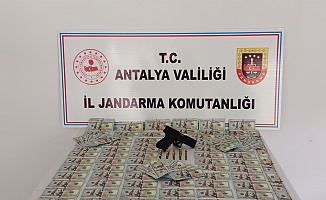 T.C.
ANTALYA VALİLİĞİ
İL JANDARMA KOMUTANLIĞI